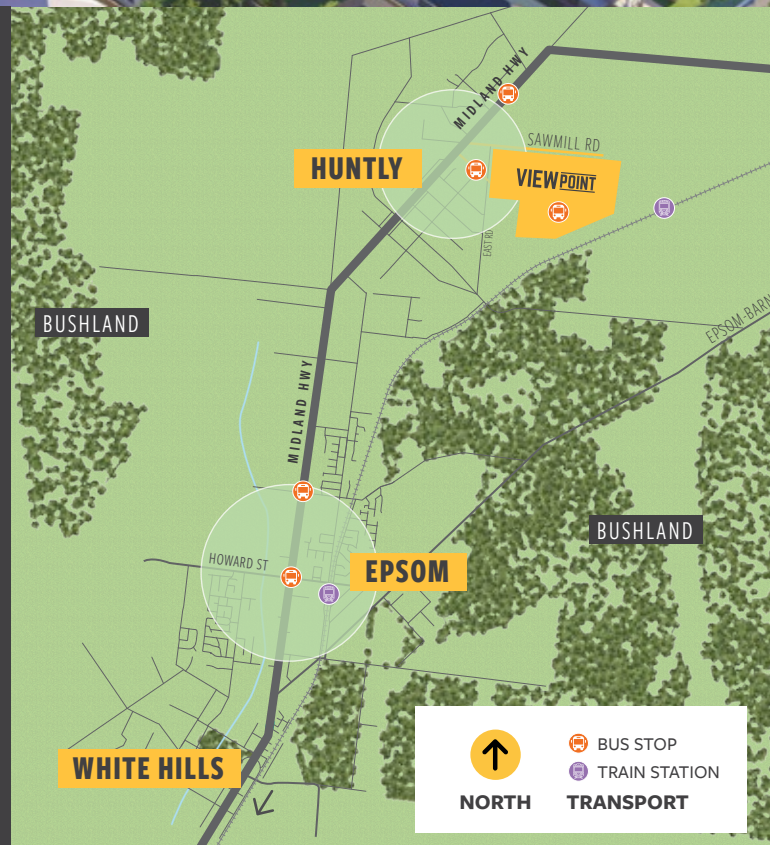 MIDLAND HWY
SAWMILL RD
HUNTLY
VIEWPOINT
EAST RD
BUSHLAND
EPSOM-BARN
MIDLAND HWY
BUSHLAND
HOWARD ST
EPSOM
WHITE HILLS
BUS STOP
TRAIN STATION
NORTH
TRANSPORT